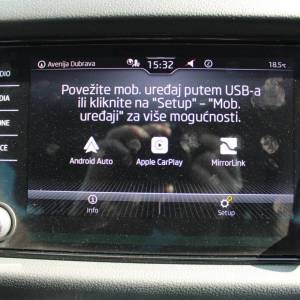 Avenija Dubrava 15:32 2 18.5°C
Povežite mob. uređaj putem USB-a
ili kliknite na "Setup" – "Mob.
uređaji" za više mogućnosti.
Android Auto Apple CarPlay MirrorLink
Info Setup